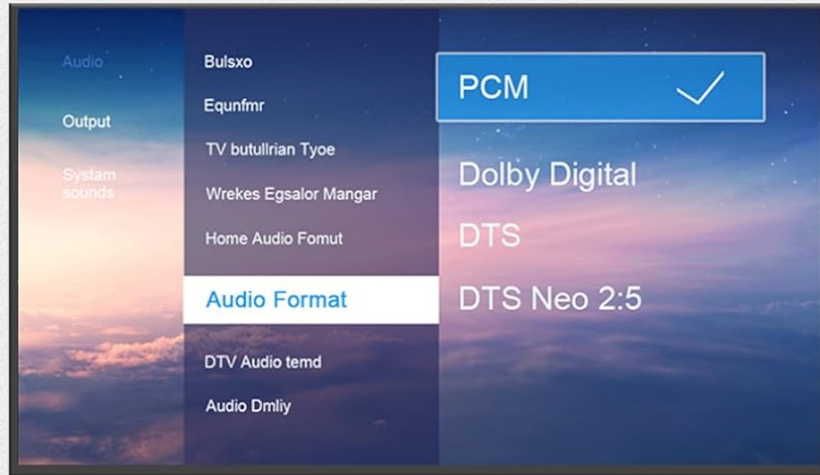 Audio
Output
Systam
sounds
Bulsxo
Equnfmr
TV butullrian Tyoe
Wrekes Egsalor Mangar
Home Audio Fomut
Audio Format
DTV Audio temd
Audio Dmliy
PCM
Dolby Digital
DTS
DTS Neo 2:5